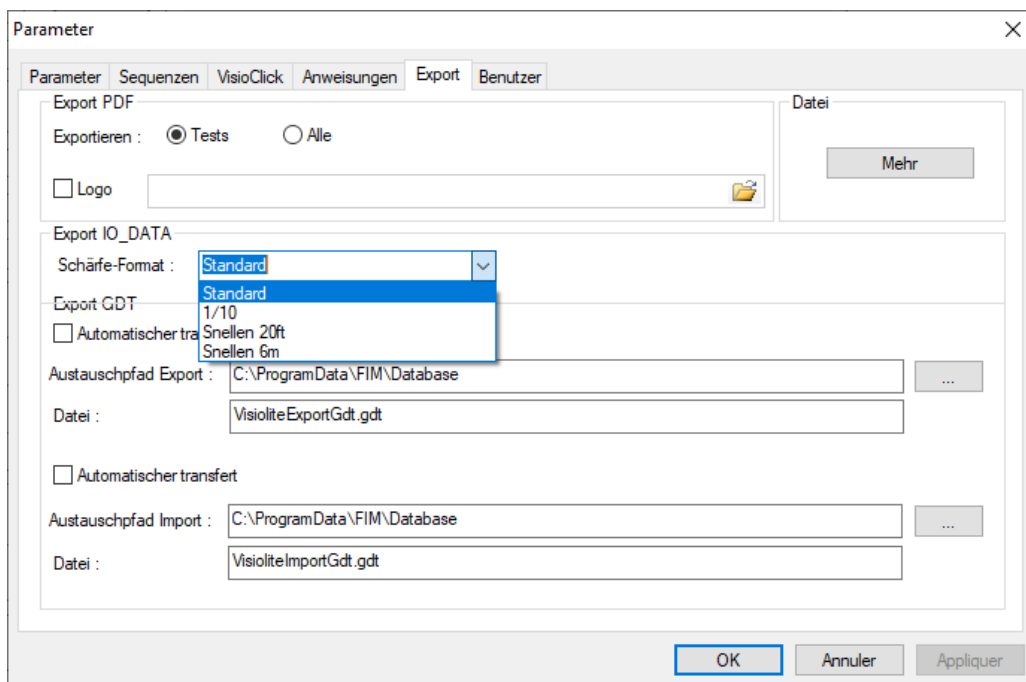 Parameter
Parameter Sequenzen VisioClick Anweisungen Export Benutzer
Export PDF
Exportieren : Tests Alle
Logo
Datei
Mehr
Export IO_DATA
Schärfe-Format : Standard
Standard
1/10
Snellen 20ft
Snellen 6m
Export GDT
Automatischer tra
Austauschpfad Export : C:\ProgramData\FIM\Database ...
Datei : VisioliteExportGdt.gdt
Automatischer transfert
Austauschpfad Import : C:\ProgramData\FIM\Database ...
Datei : VisioliteImportGdt.gdt
OK Annuler Appliquer